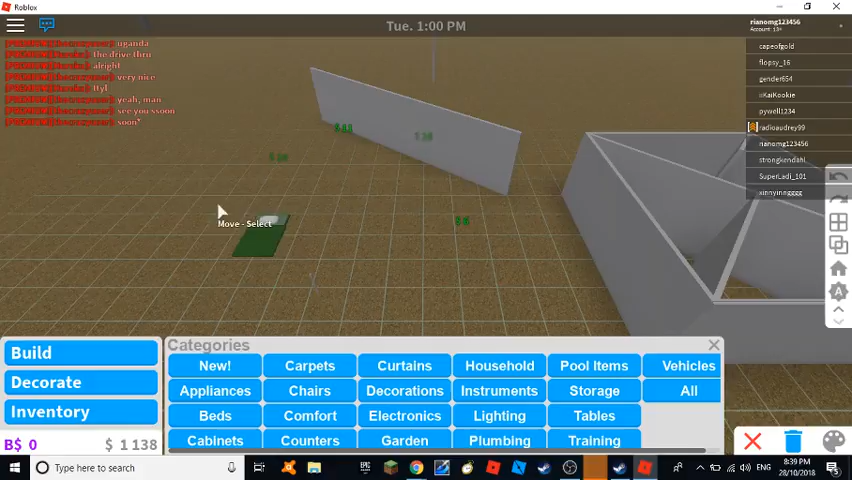 Roblox
Tue. 1:00 PM
rianomg123456
Account: 13+
uganda
the drive thru
alright
very nice
ttyl
yeah, man
see you ssoon
soon*
capeofgold
flopsy_16
gender654
iiKaiKookie
pywell1234
radioaudrey99
rianomg123456
strongkendahl
SuperLadi_101
xinnyinngggg
Move - Select
Categories
New!
Carpets
Curtains
Household
Pool Items
Vehicles
Appliances
Chairs
Decorations
Instruments
Storage
All
Beds
Comfort
Electronics
Lighting
Tables
Cabinets
Counters
Garden
Plumbing
Training
Build
Decorate
Inventory
B$ 0
$ 1 138
Type here to search
ENG
8:39 PM
28/10/2018